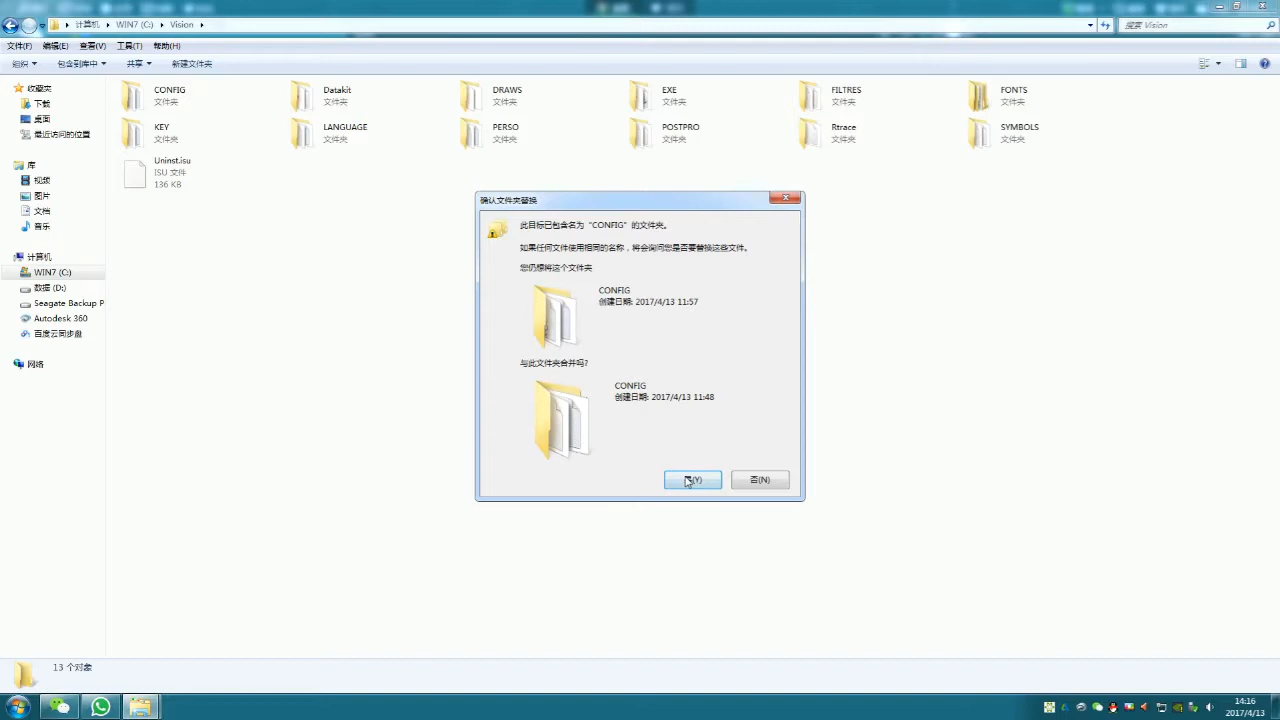 计算机 WIN7 (C:) Vision
搜索 Vision
文件(F) 编辑(E) 查看(V) 工具(T) 帮助(H)
组织 包含到库中 共享 新建文件夹
收藏夹
下载
桌面
最近访问的位置
库
视频
图片
文档
音乐
计算机
WIN7 (C:)
数据 (D:)
Seagate Backup P
Autodesk 360
百度云同步盘
网络
CONFIG
文件夹
Datakit
文件夹
DRAWS
文件夹
EXE
文件夹
FILTRES
文件夹
FONTS
文件夹
KEY
文件夹
LANGUAGE
文件夹
PERSO
文件夹
POSTPRO
文件夹
Rtrace
文件夹
SYMBOLS
文件夹
Uninst.isu
ISU 文件
136 KB
确认文件夹替换
此目标已包含名为“CONFIG”的文件夹。
如果任何文件使用相同的名称，将会询问您是否要替换这些文件。
您仍想将这个文件夹
CONFIG
创建日期: 2017/4/13 11:57
与此文件夹合并吗?
CONFIG
创建日期: 2017/4/13 11:48
(Y) 否(N)
13 个对象
14:16
2017/4/13